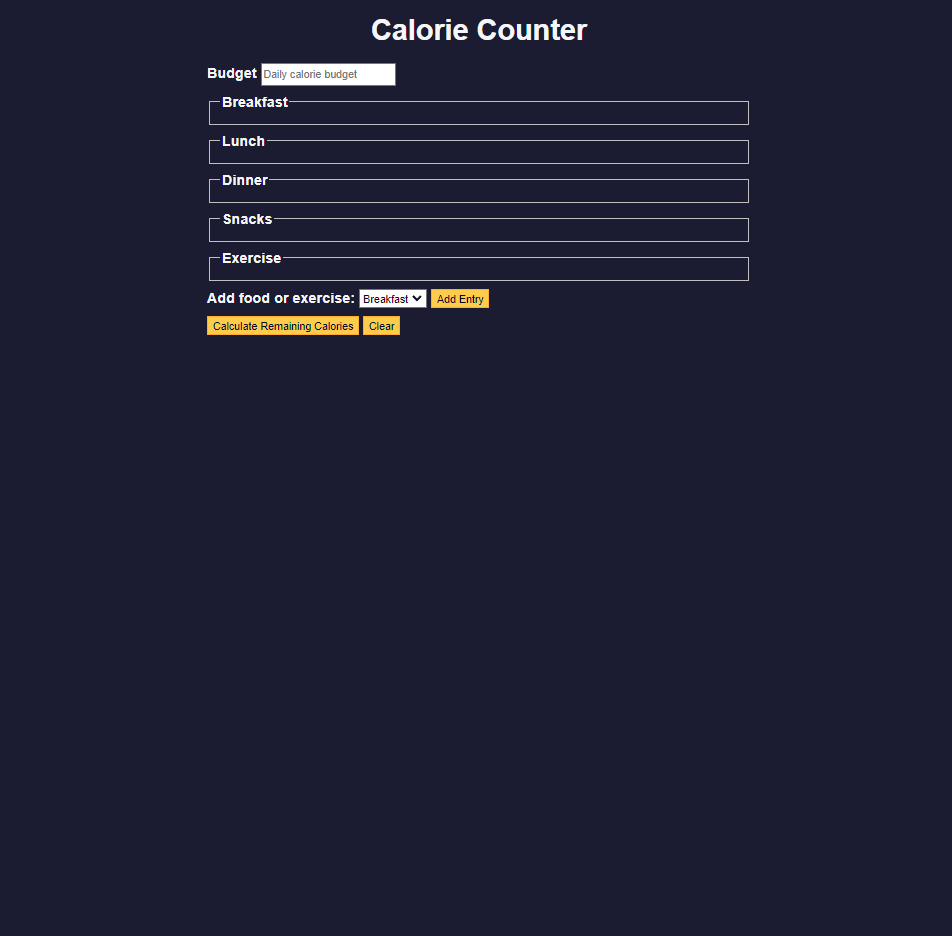 Calorie Counter
Budget Daily calorie budget
Breakfast
Lunch
Dinner
Snacks
Exercise
Add food or exercise: Breakfast Add Entry
Calculate Remaining Calories Clear